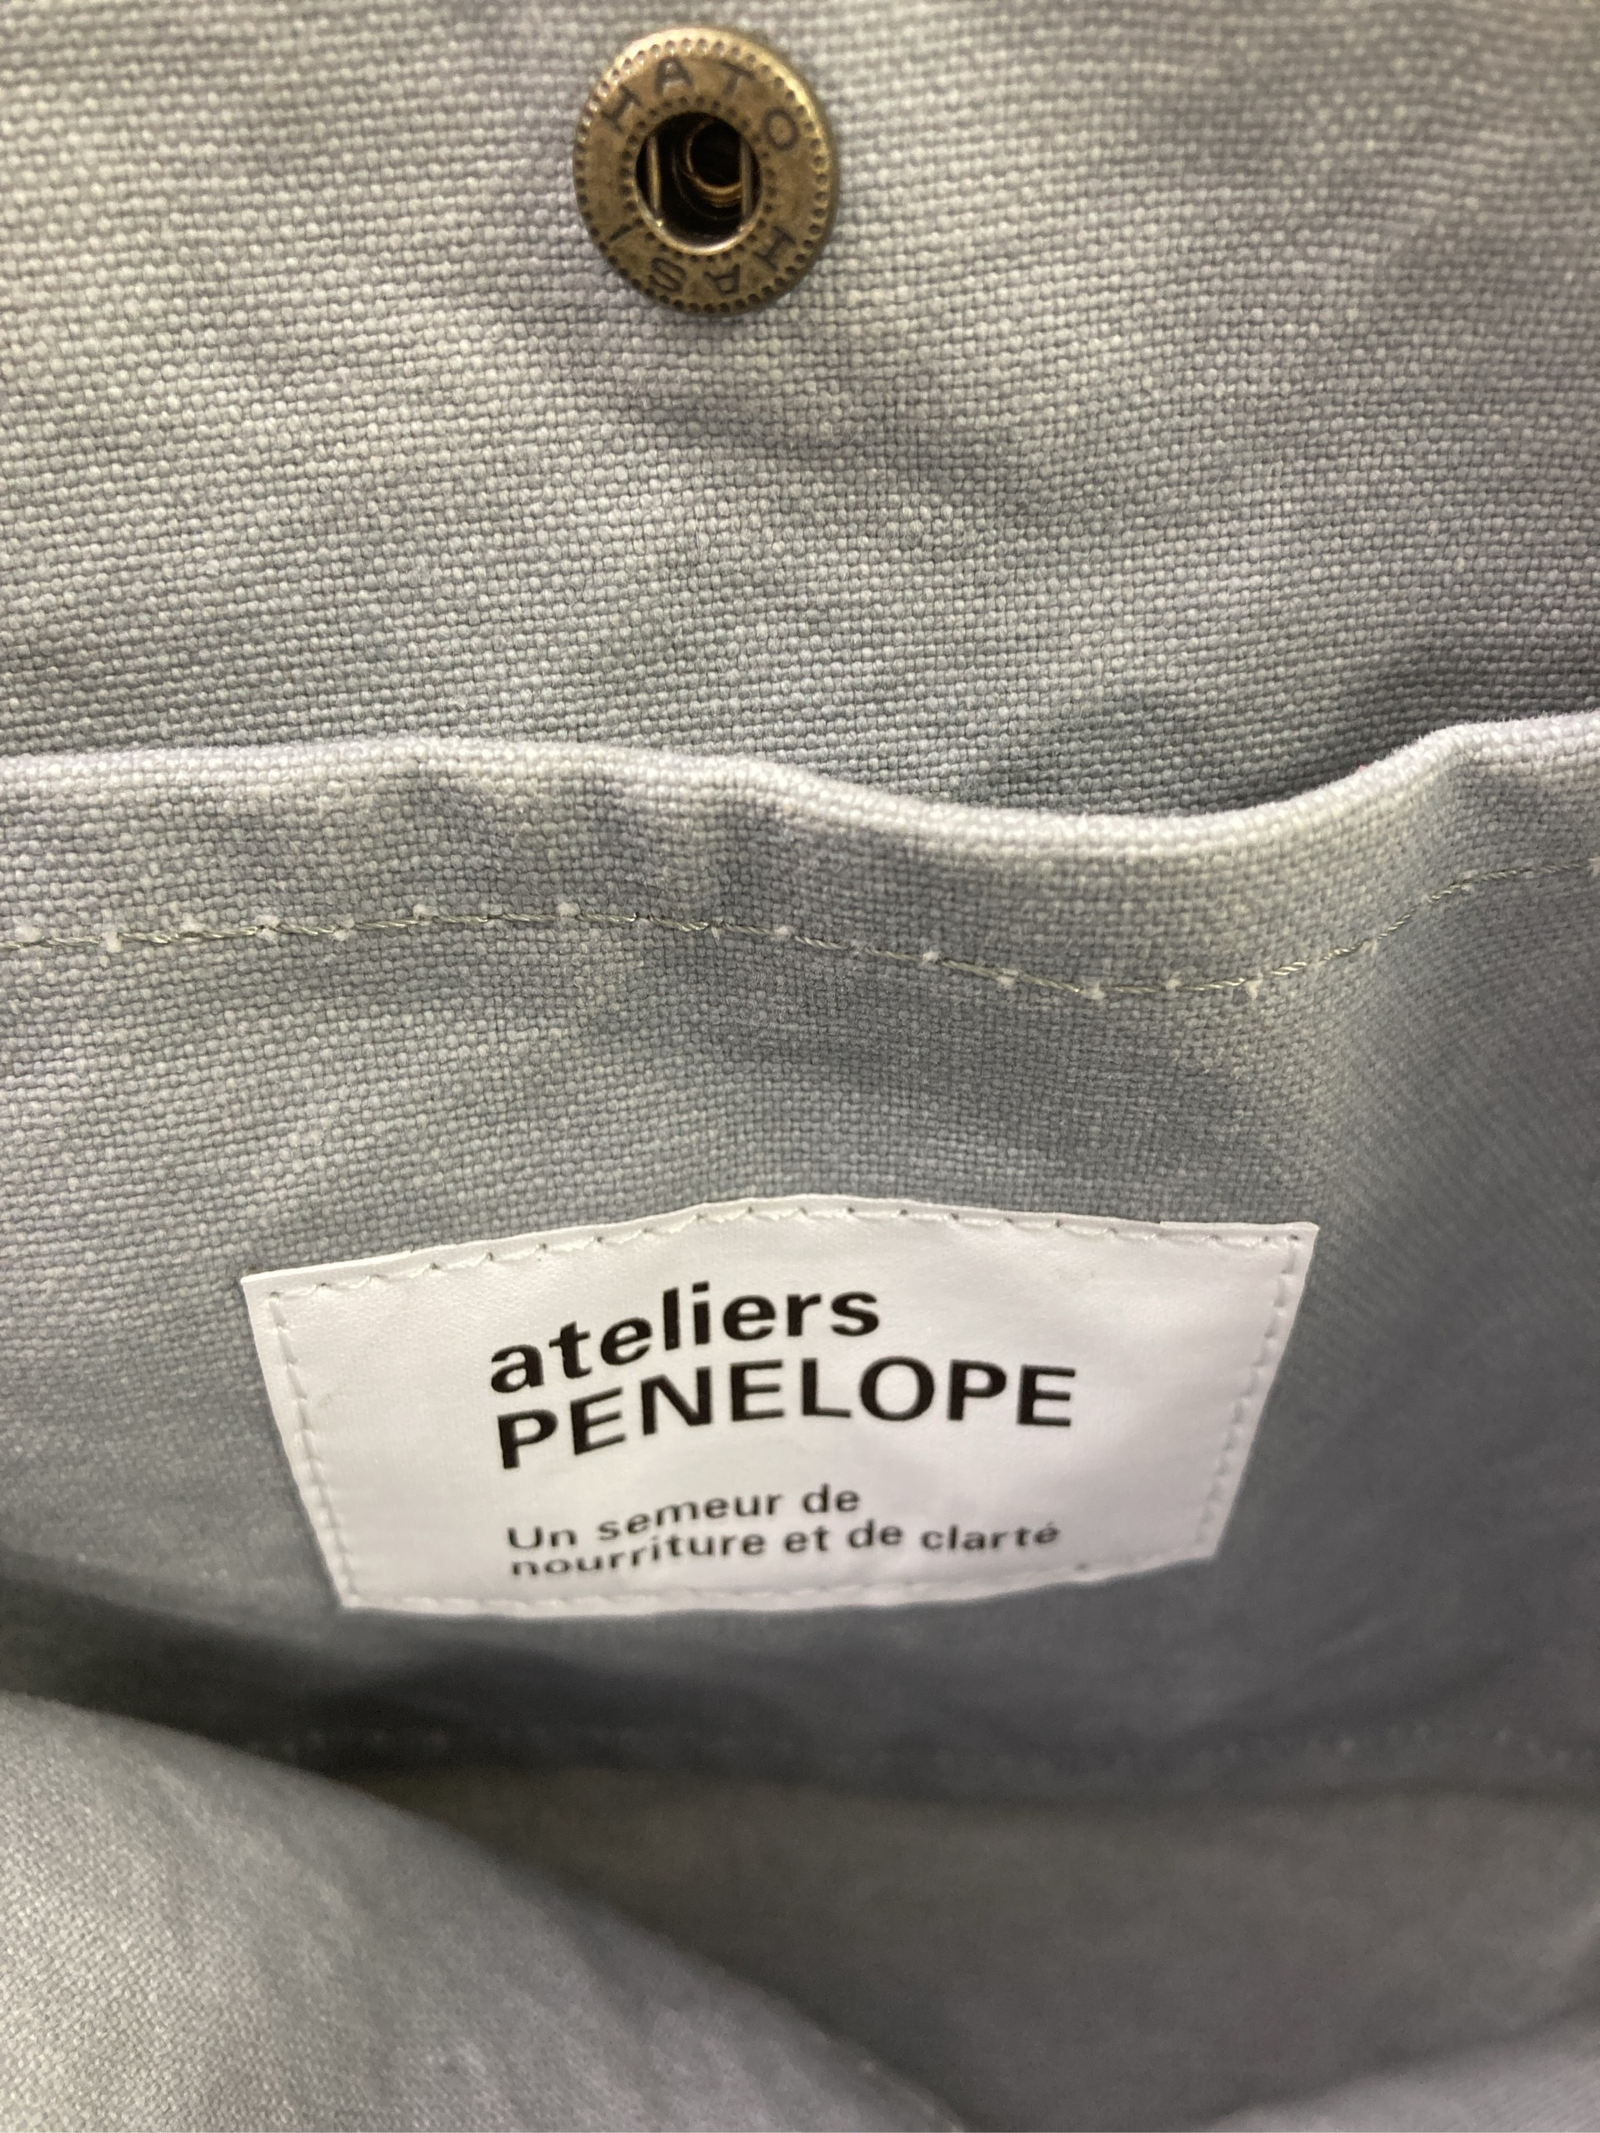 HATO
HASI
ateliers
PENELOPE
Un semeur de
nourriture et de clarté